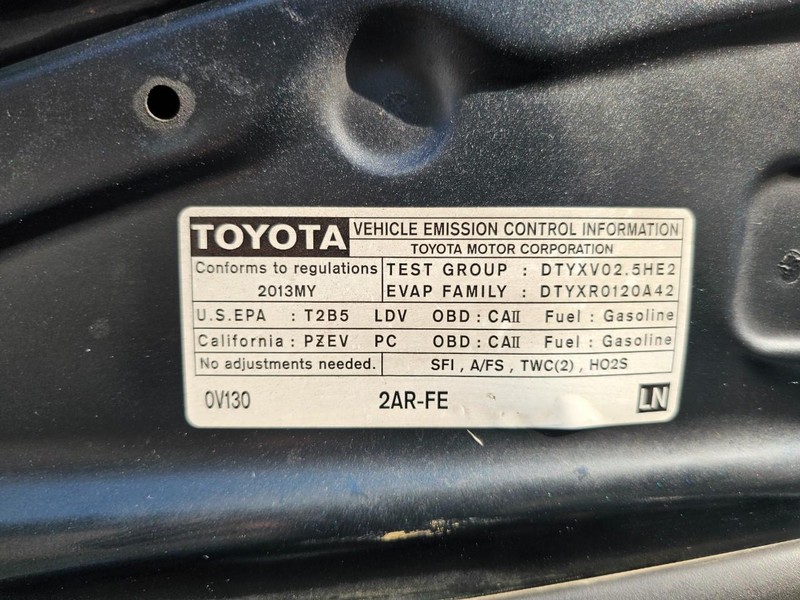 TOYOTA VEHICLE EMISSION CONTROL INFORMATION
TOYOTA MOTOR CORPORATION
Conforms to regulations TEST GROUP : DTYXV02.5HE2
2013MY EVAP FAMILY : DTYXR0120A42
U.S.EPA : T2B5 LDV OBD : CAII Fuel : Gasoline
California : PZEV PC OBD : CAII Fuel : Gasoline
No adjustments needed. SFI , A/FS , TWC(2) , HO2S
0V130 2AR-FE LN